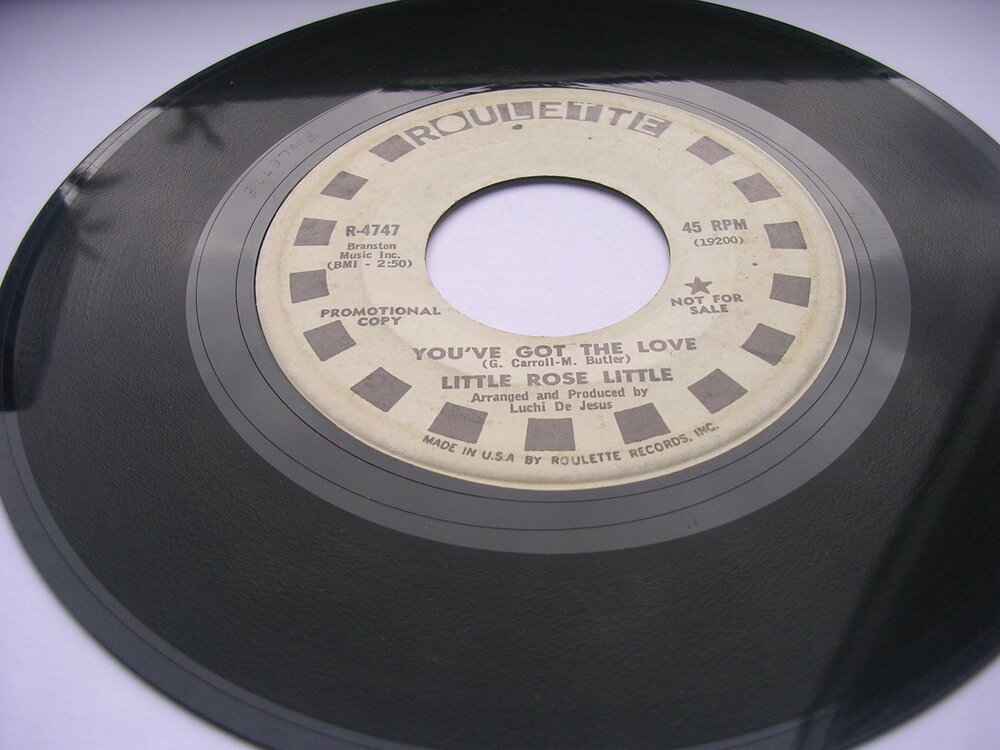 ROULETTE
R-4747
Branston
Music Inc.
(BMI - 2:50)
PROMOTIONAL
COPY
45 RPM
(19200)
NOT FOR
SALE
YOU'VE GOT THE LOVE
(G. Carroll-M. Butler)
LITTLE ROSE LITTLE
Arranged and Produced by
Luchi De Jesus
MADE IN U.S.A BY ROULETTE RECORDS, INC.